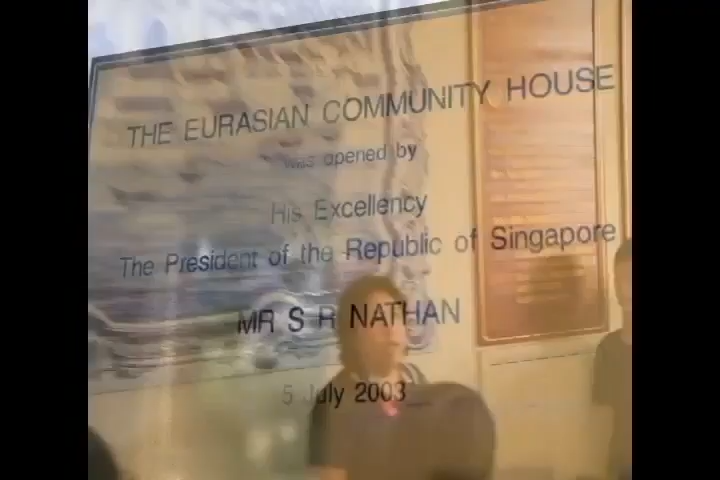 THE EURASIAN COMMUNITY HOUSE
was opened by
His Excellency
The President of the Republic of Singapore
MR S R NATHAN
5 July 2003